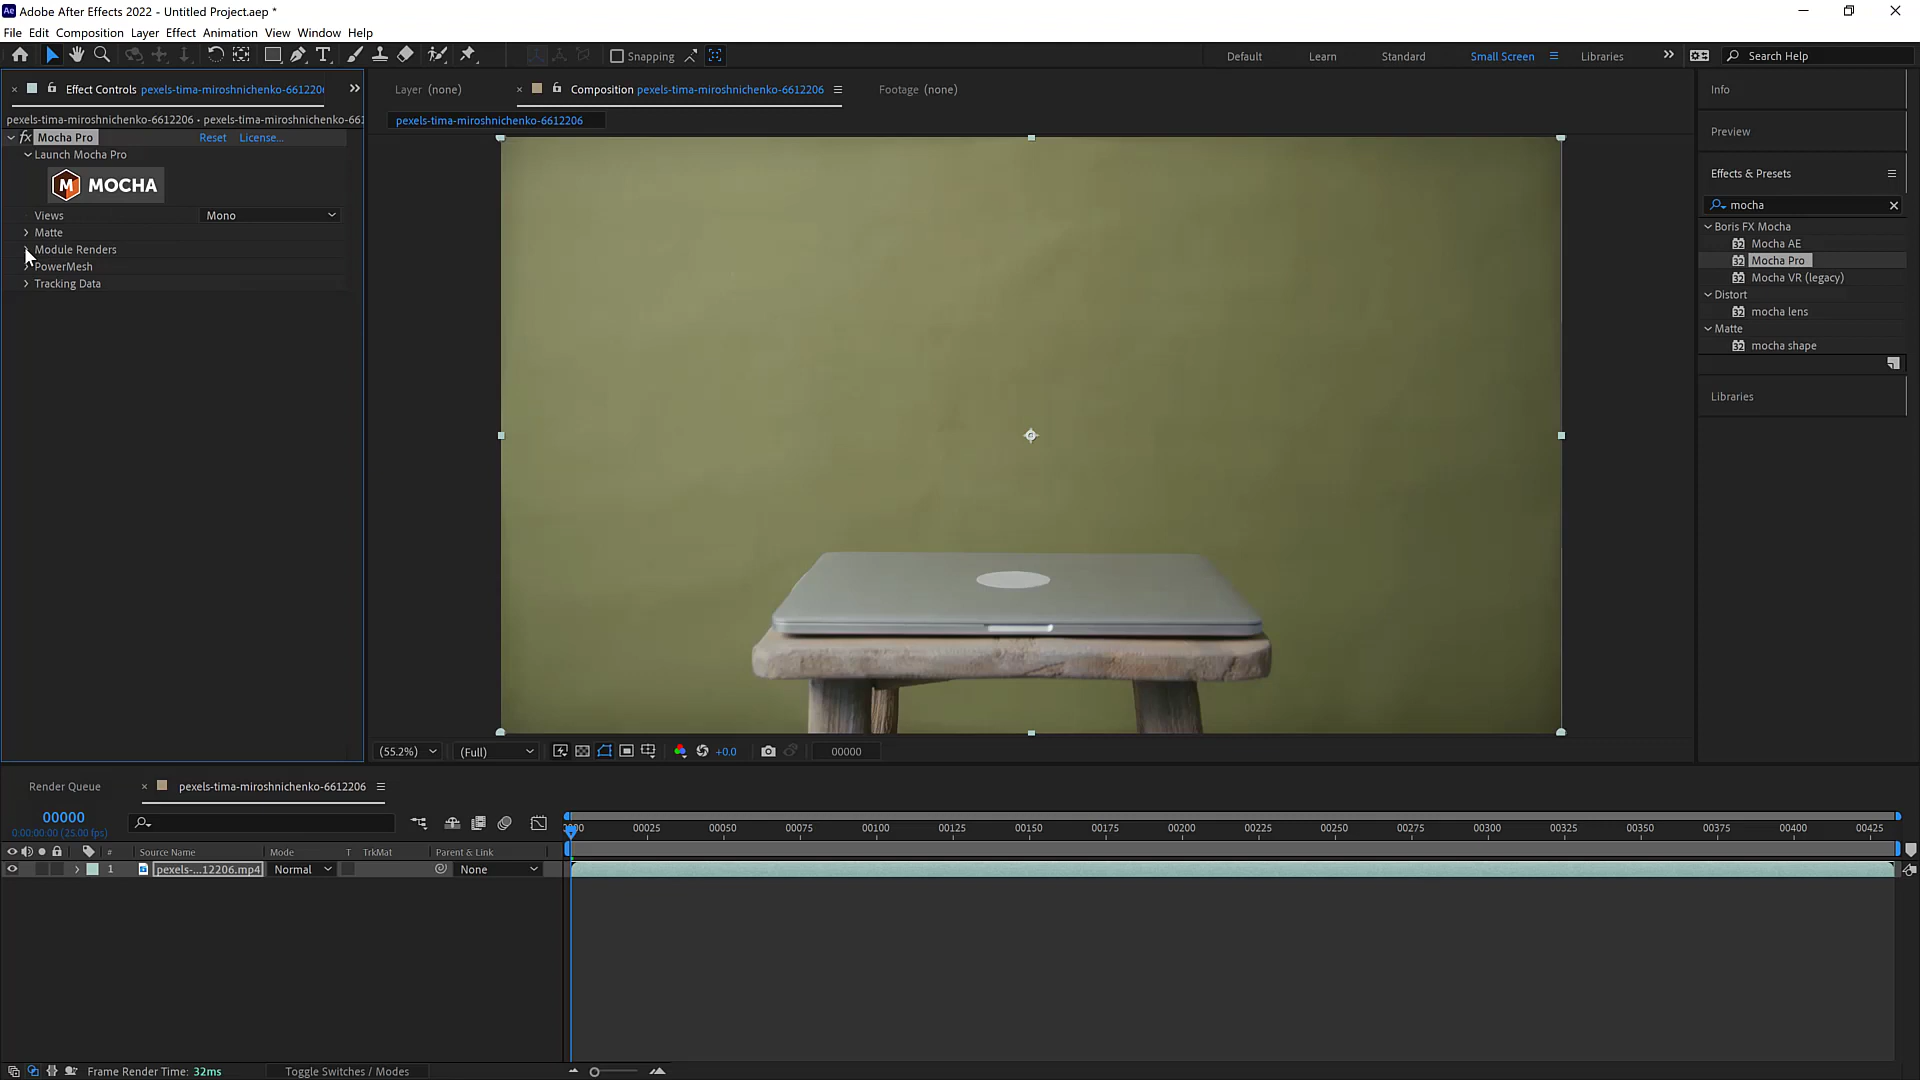 Ae Adobe After Effects 2022 - Untitled Project.aep *
File Edit Composition Layer Effect Animation View Window Help
Snapping
Default Learn Standard Small Screen Libraries Search Help
Effect Controls pexels-tima-miroshnichenko-661220
pexels-tima-miroshnichenko-6612206 • pexels-tima-miroshnichenko-661
fx Mocha Pro Reset License...
Launch Mocha Pro
M MOCHA
Views Mono
Matte
Module Renders
PowerMesh
Tracking Data
Layer (none) Composition pexels-tima-miroshnichenko-6612206 Footage (none)
pexels-tima-miroshnichenko-6612206
(55.2%) (Full) +0.0 00000
Info
Preview
Effects & Presets
mocha
Boris FX Mocha
32 Mocha AE
32 Mocha Pro
32 Mocha VR (legacy)
Distort
32 mocha lens
Matte
32 mocha shape
Libraries
Render Queue pexels-tima-miroshnichenko-6612206
00000
0:00:00:00 (25.00 fps)
# Source Name Mode T TrkMat Parent & Link
1 pexels-...12206.mp4 Normal None
00025 00050 00075 00100 00125 00150 00175 00200 00225 00250 00275 00300 00325 00350 00375 00400 00425
Frame Render Time: 32ms Toggle Switches / Modes